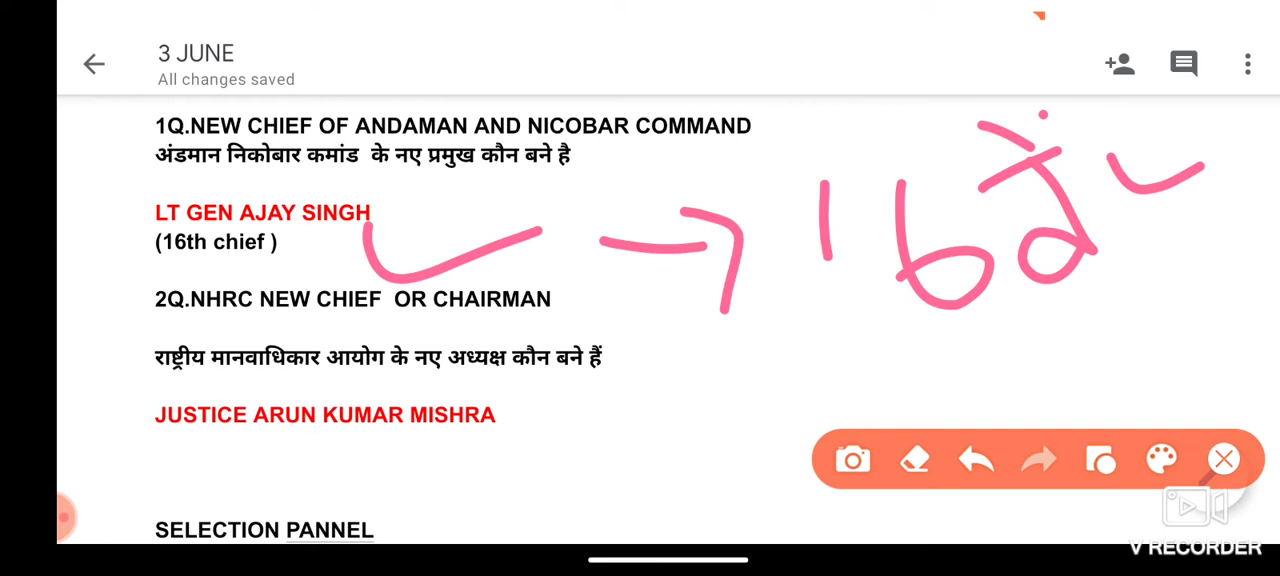 3 JUNE
All changes saved
1Q.NEW CHIEF OF ANDAMAN AND NICOBAR COMMAND
अंडमान निकोबार कमांड के नए प्रमुख कौन बने है
LT GEN AJAY SINGH
(16th chief )
16वें
2Q.NHRC NEW CHIEF OR CHAIRMAN
राष्ट्रीय मानवाधिकार आयोग के नए अध्यक्ष कौन बने हैं
JUSTICE ARUN KUMAR MISHRA
SELECTION PANNEL
V RECORDER